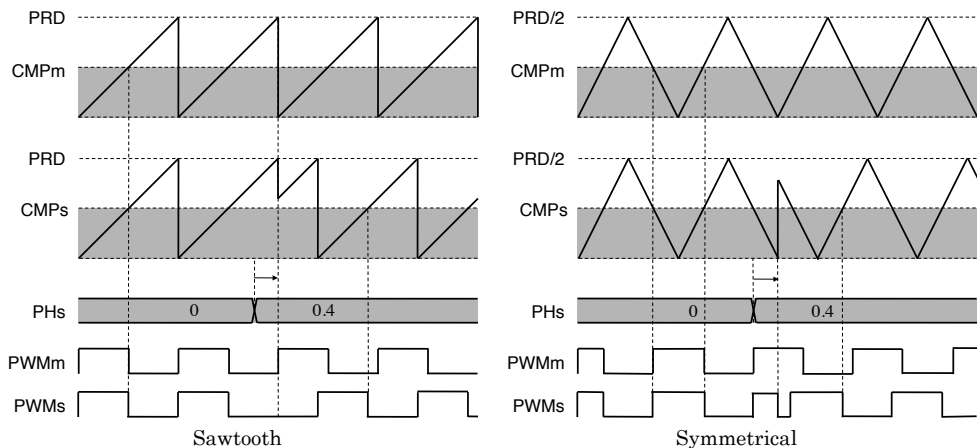 PRD
CMPm
PRD
CMPs
PHs
0
0.4
PWMm
PWMs
Sawtooth
PRD/2
CMPm
PRD/2
CMPs
PHs
0
0.4
PWMm
PWMs
Symmetrical